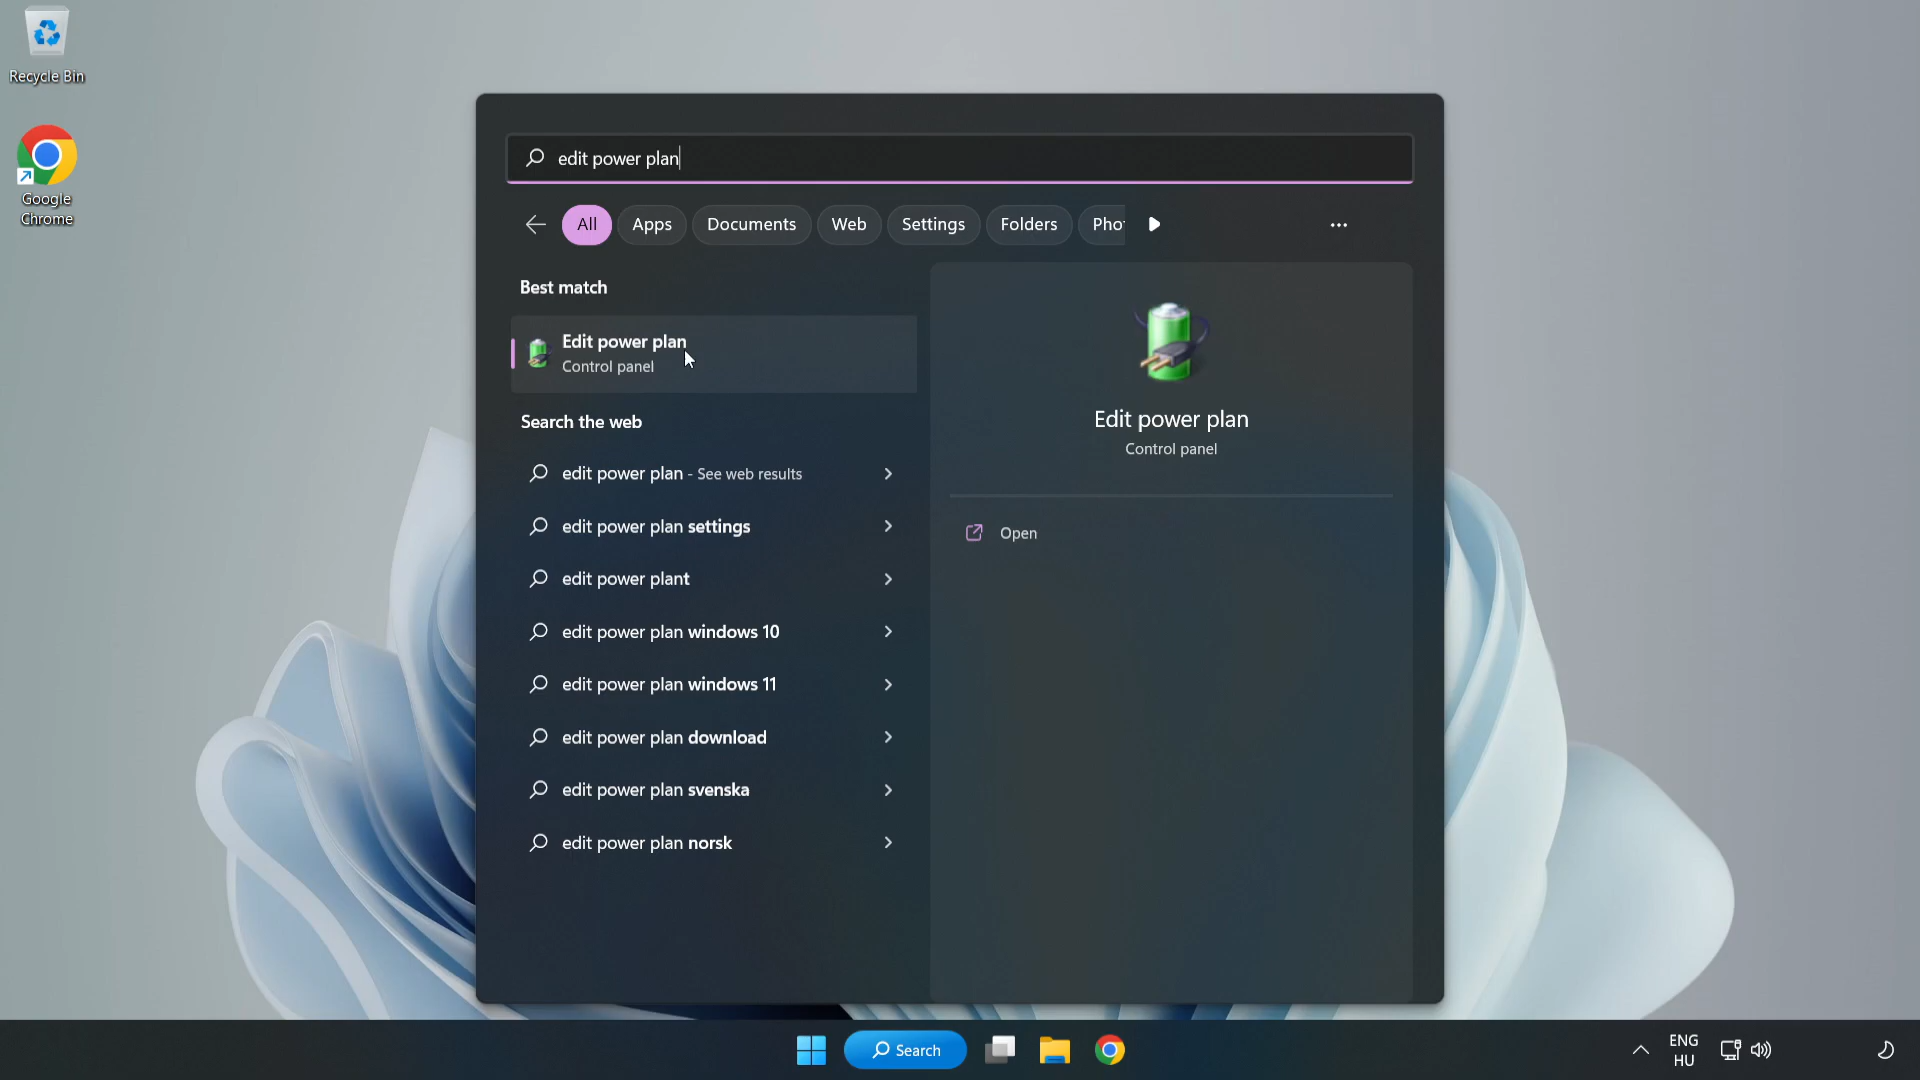 Recycle Bin
Google
Chrome
edit power plan
All
Apps
Documents
Web
Settings
Folders
Pho
Best match
Edit power plan
Control panel
Search the web
edit power plan - See web results
edit power plan settings
edit power plant
edit power plan windows 10
edit power plan windows 11
edit power plan download
edit power plan svenska
edit power plan norsk
Edit power plan
Control panel
Open
Search
ENG
HU